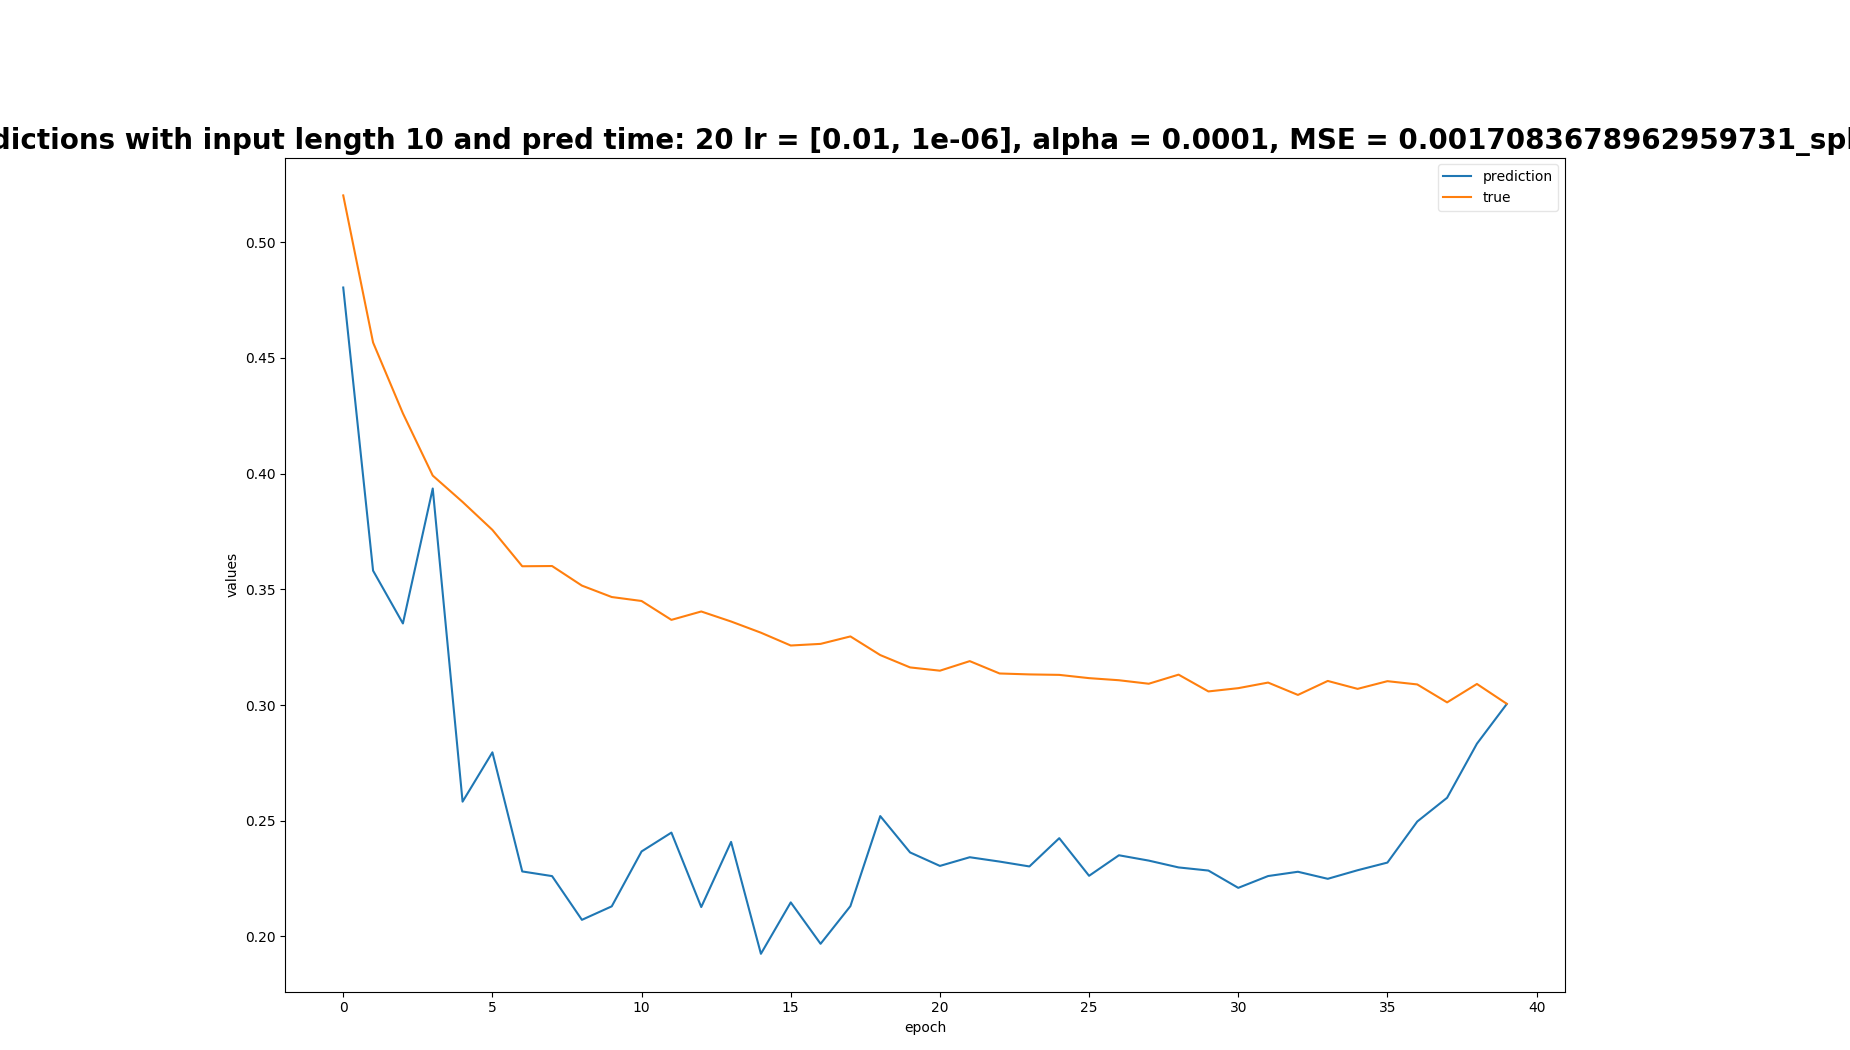 dictions with input length 10 and pred time: 20 lr = [0.01, 1e-06], alpha = 0.0001, MSE = 0.0017083678962959731_spl
prediction
true
0.50
0.45
0.40
0.35
0.30
0.25
0.20
values
0 5 10 15 20 25 30 35 40
epoch